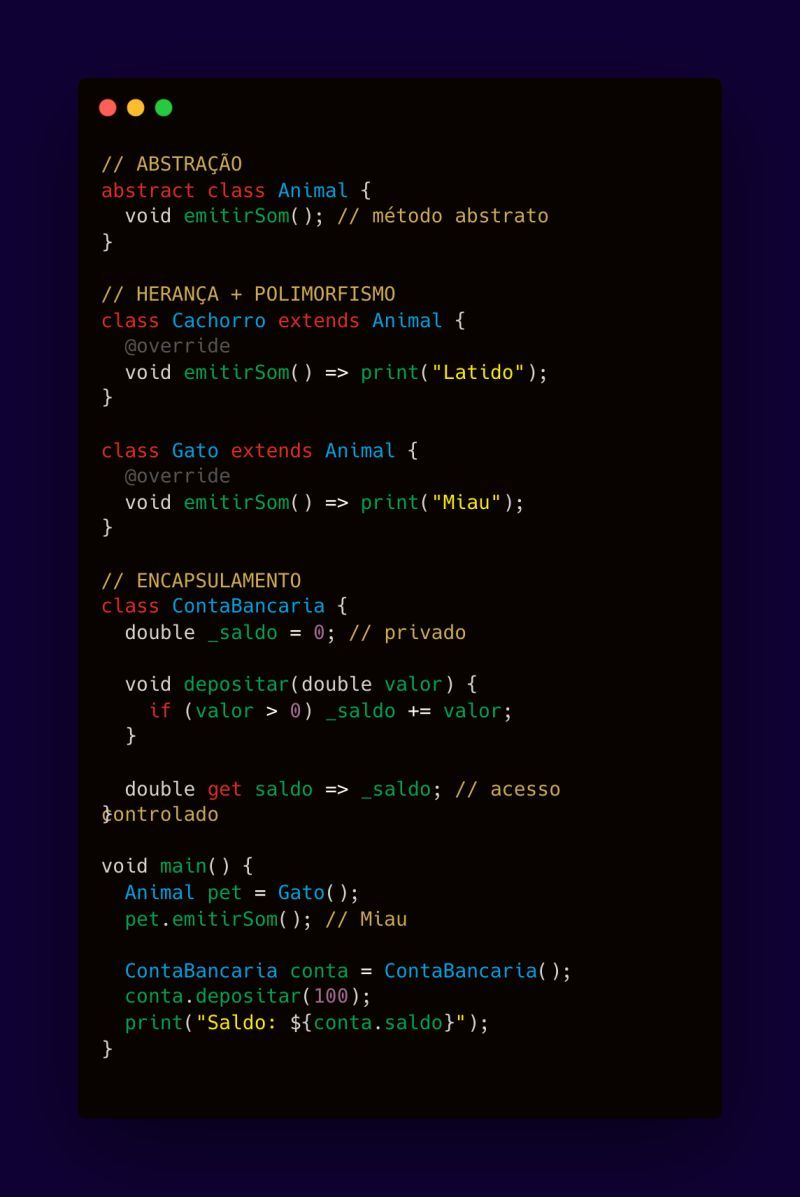 // ABSTRAÇÃO
abstract class Animal {
  void emitirSom(); // método abstrato
}
// HERANÇA + POLIMORFISMO
class Cachorro extends Animal {
  @override
  void emitirSom() => print("Latido");
}
class Gato extends Animal {
  @override
  void emitirSom() => print("Miau");
}
// ENCAPSULAMENTO
class ContaBancaria {
  double _saldo = 0; // privado
  void depositar(double valor) {
    if (valor > 0) _saldo += valor;
  }
  double get saldo => _saldo; // acesso
controlado
}
void main() {
  Animal pet = Gato();
  pet.emitirSom(); // Miau
  ContaBancaria conta = ContaBancaria();
  conta.depositar(100);
  print("Saldo: ${conta.saldo}");
}